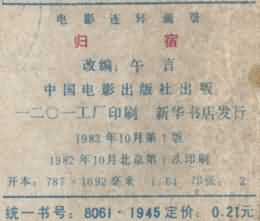 电影连环画册
归宿
改编：午言
中国电影出版社出版
一二〇一工厂印刷 新华书店发行
1982年10月第1版
1982年10月北京第1次印刷
开本：787×1092毫米 1/64 印张：2
统一书号：8061·1945 定价：0.21元